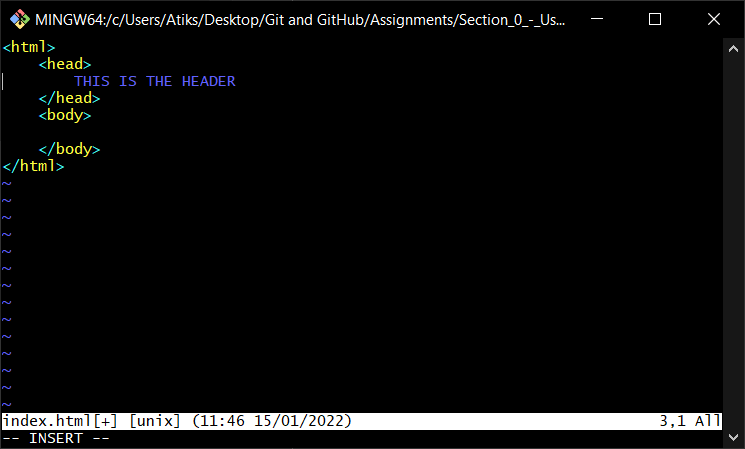 MINGW64:/c/Users/Atiks/Desktop/Git and GitHub/Assignments/Section_0_-_Us...
<html>
    <head>
        THIS IS THE HEADER
    </head>
    <body>

    </body>
</html>
~
~
~
~
~
~
~
~
~
~
~
~
~
~
index.html[+] [unix] (11:46 15/01/2022) 3,1 All
-- INSERT --